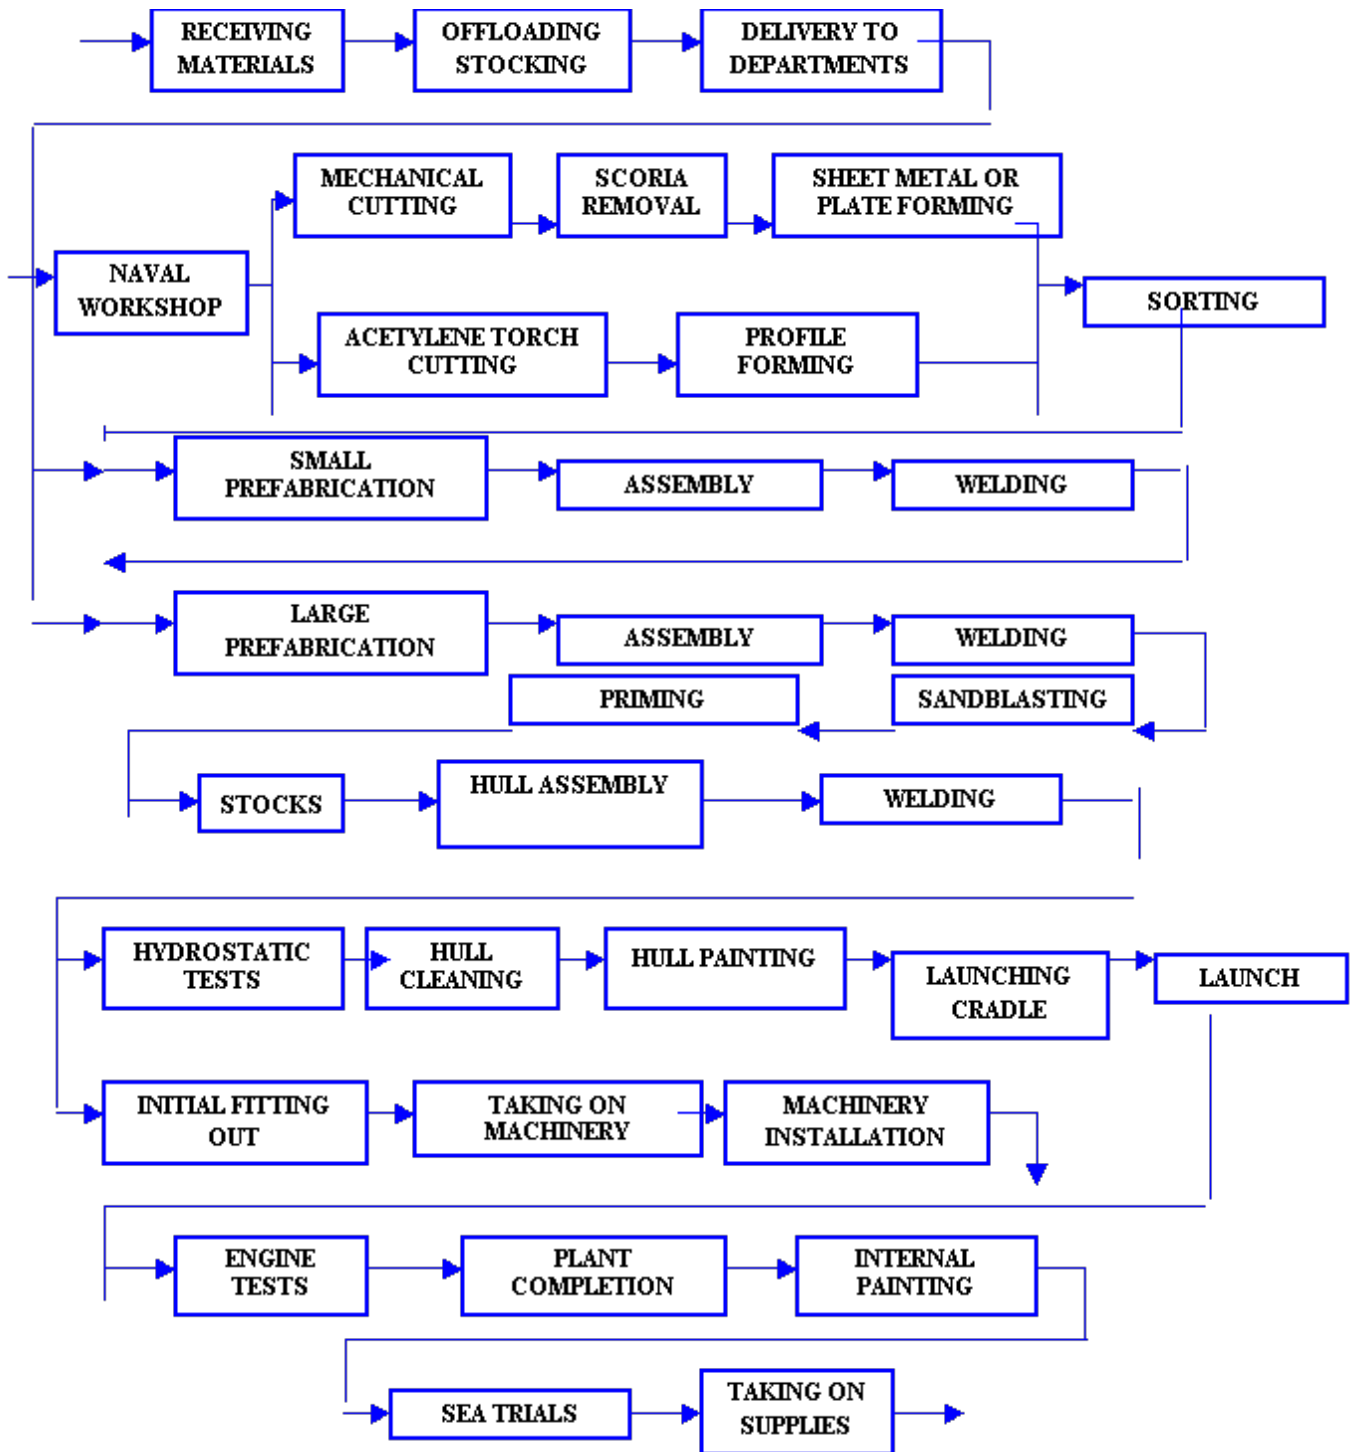 RECEIVING
MATERIALS
OFFLOADING
STOCKING
DELIVERY TO
DEPARTMENTS
MECHANICAL
CUTTING
SCORIA
REMOVAL
SHEET METAL OR
PLATE FORMING
NAVAL
WORKSHOP
SORTING
ACETYLENE TORCH
CUTTING
PROFILE
FORMING
SMALL
PREFABRICATION
ASSEMBLY
WELDING
LARGE
PREFABRICATION
ASSEMBLY
WELDING
PRIMING
SANDBLASTING
STOCKS
HULL ASSEMBLY
WELDING
HYDROSTATIC
TESTS
HULL
CLEANING
HULL PAINTING
LAUNCHING
CRADLE
LAUNCH
INITIAL FITTING
OUT
TAKING ON
MACHINERY
MACHINERY
INSTALLATION
ENGINE
TESTS
PLANT
COMPLETION
INTERNAL
PAINTING
SEA TRIALS
TAKING ON
SUPPLIES